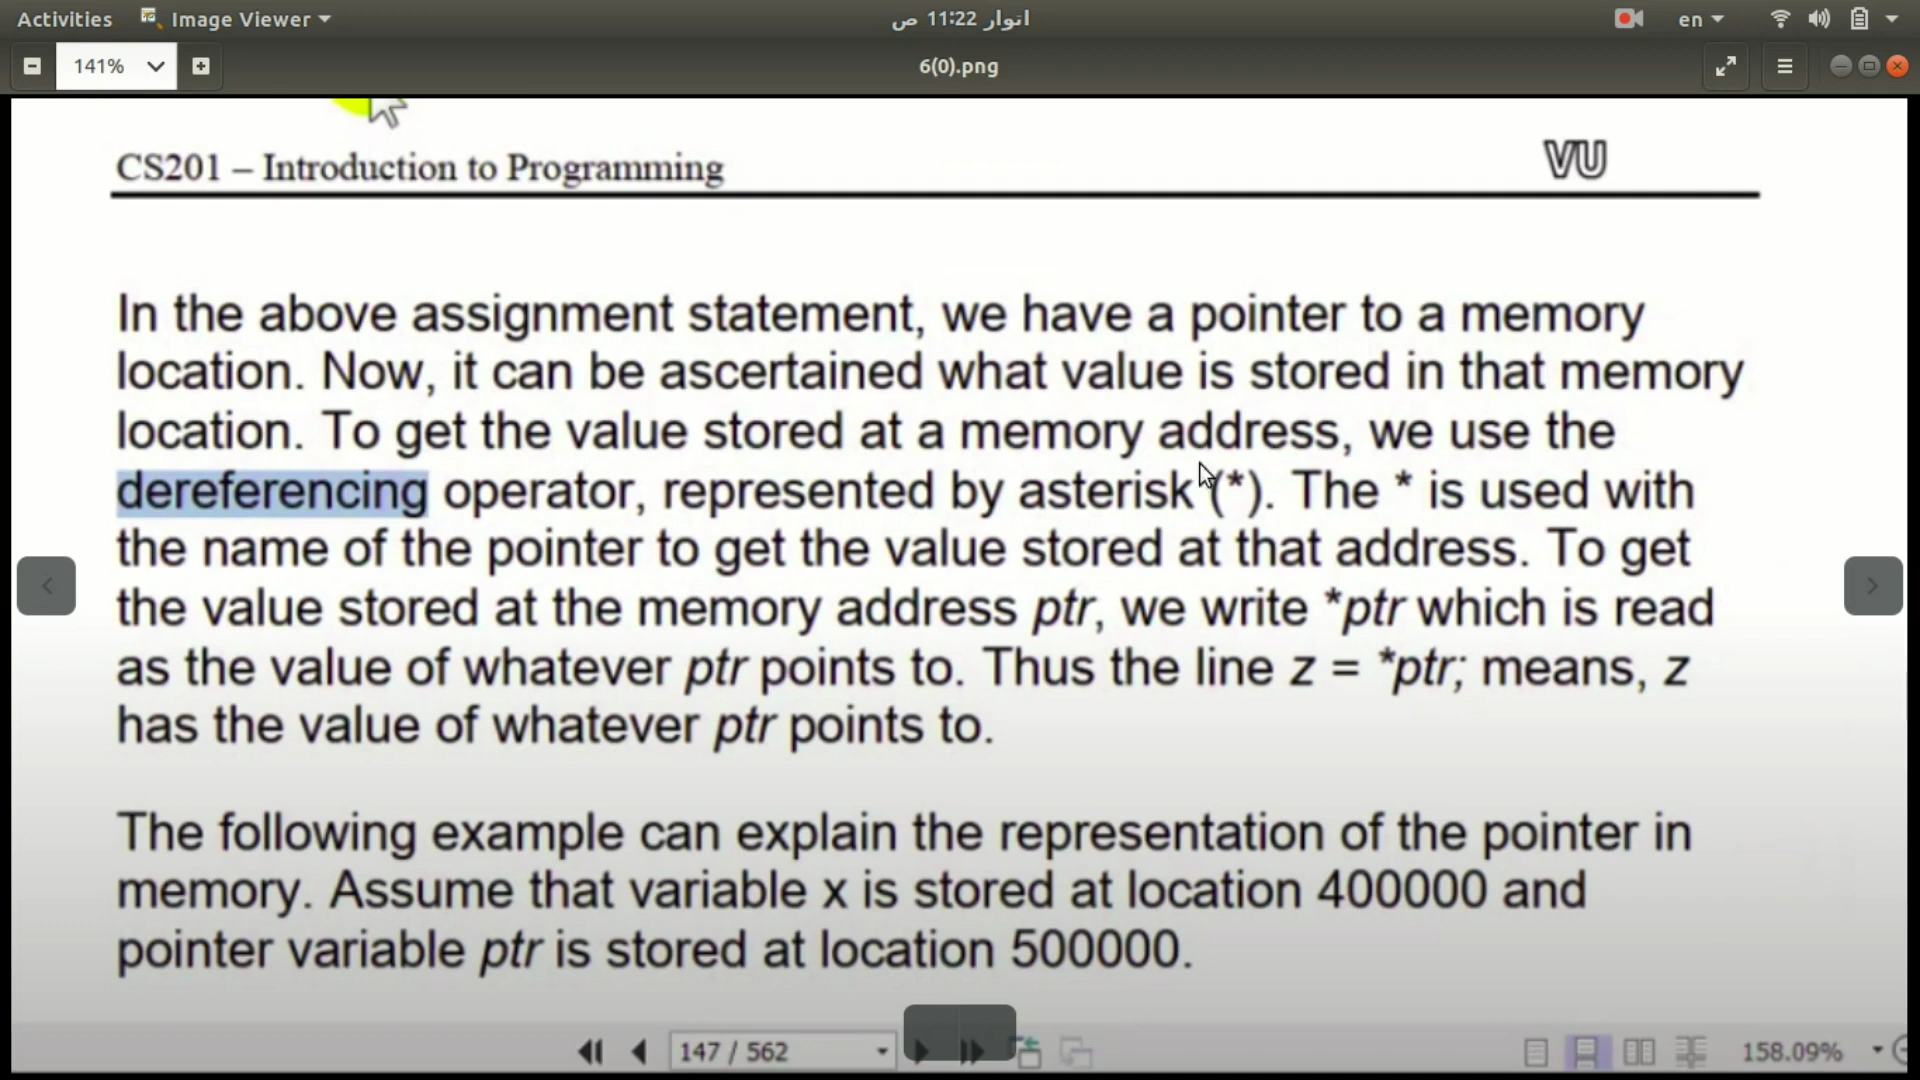 Activities Image Viewer اتوار 11:22 ص en
141% 6(0).png
CS201 – Introduction to Programming VU
In the above assignment statement, we have a pointer to a memory
location. Now, it can be ascertained what value is stored in that memory
location. To get the value stored at a memory address, we use the
dereferencing operator, represented by asterisk (*). The * is used with
the name of the pointer to get the value stored at that address. To get
the value stored at the memory address ptr, we write *ptr which is read
as the value of whatever ptr points to. Thus the line z = *ptr; means, z
has the value of whatever ptr points to.
The following example can explain the representation of the pointer in
memory. Assume that variable x is stored at location 400000 and
pointer variable ptr is stored at location 500000.
147 / 562 158.09%